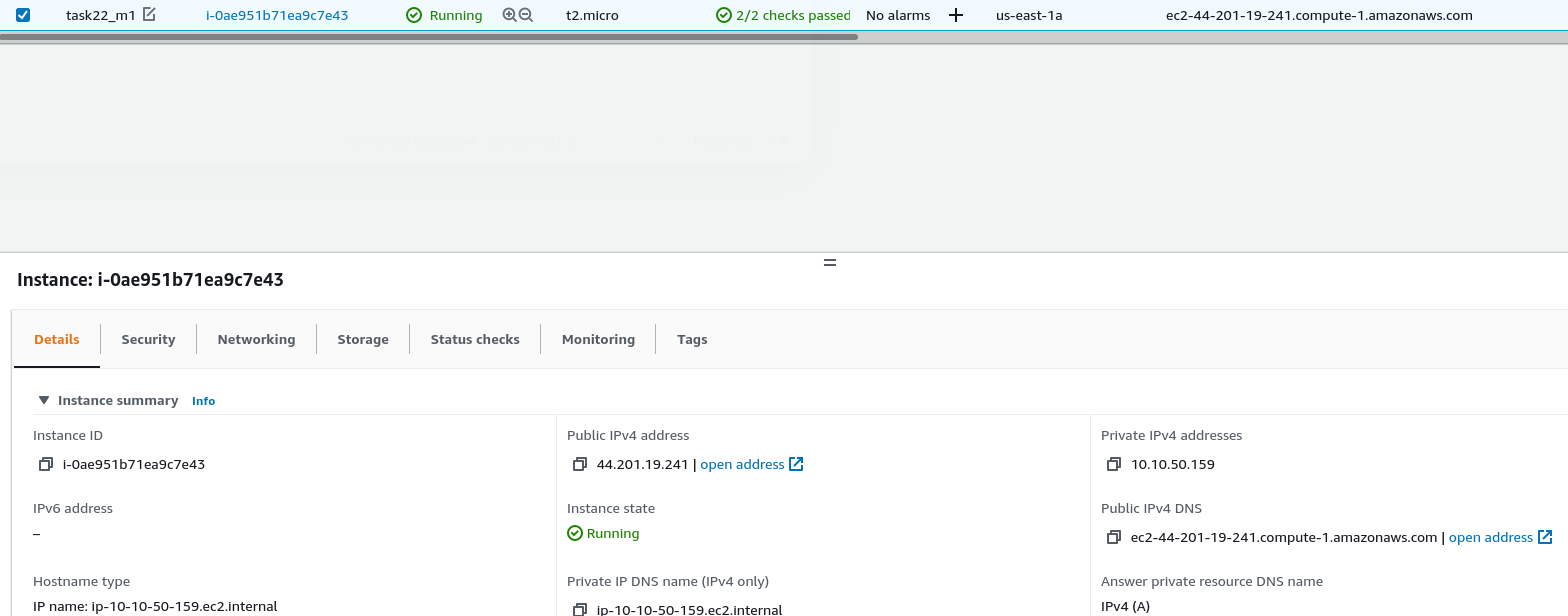 task22_m1 i-0ae951b71ea9c7e43 Running t2.micro 2/2 checks passed No alarms + us-east-1a ec2-44-201-19-241.compute-1.amazonaws.com
Instance: i-0ae951b71ea9c7e43
Details Security Networking Storage Status checks Monitoring Tags
Instance summary Info
Instance ID Public IPv4 address Private IPv4 addresses
i-0ae951b71ea9c7e43 44.201.19.241 | open address 10.10.50.159
IPv6 address Instance state Public IPv4 DNS
– Running ec2-44-201-19-241.compute-1.amazonaws.com | open address
Hostname type Private IP DNS name (IPv4 only) Answer private resource DNS name
IP name: ip-10-10-50-159.ec2.internal ip-10-10-50-159.ec2.internal IPv4 (A)